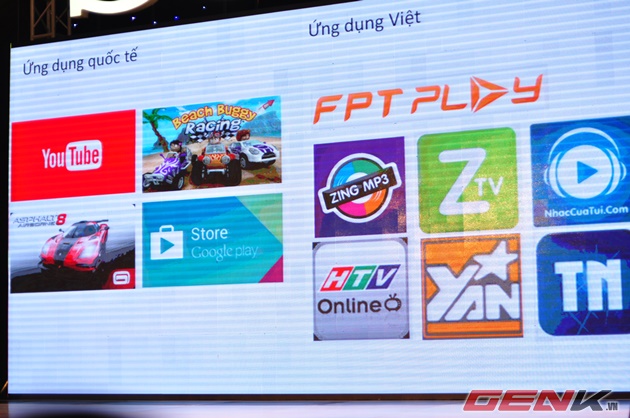 Ứng dụng quốc tế
Ứng dụng Việt
YouTube
Beach Buggy
Racing
ASPHALT 8
AIRBORNE
Store
Google play
FPT PLAY
ZING MP3
Z
TV
NhacCuaTui.Com
HTV
Online
YAN
TN
GENK.VN